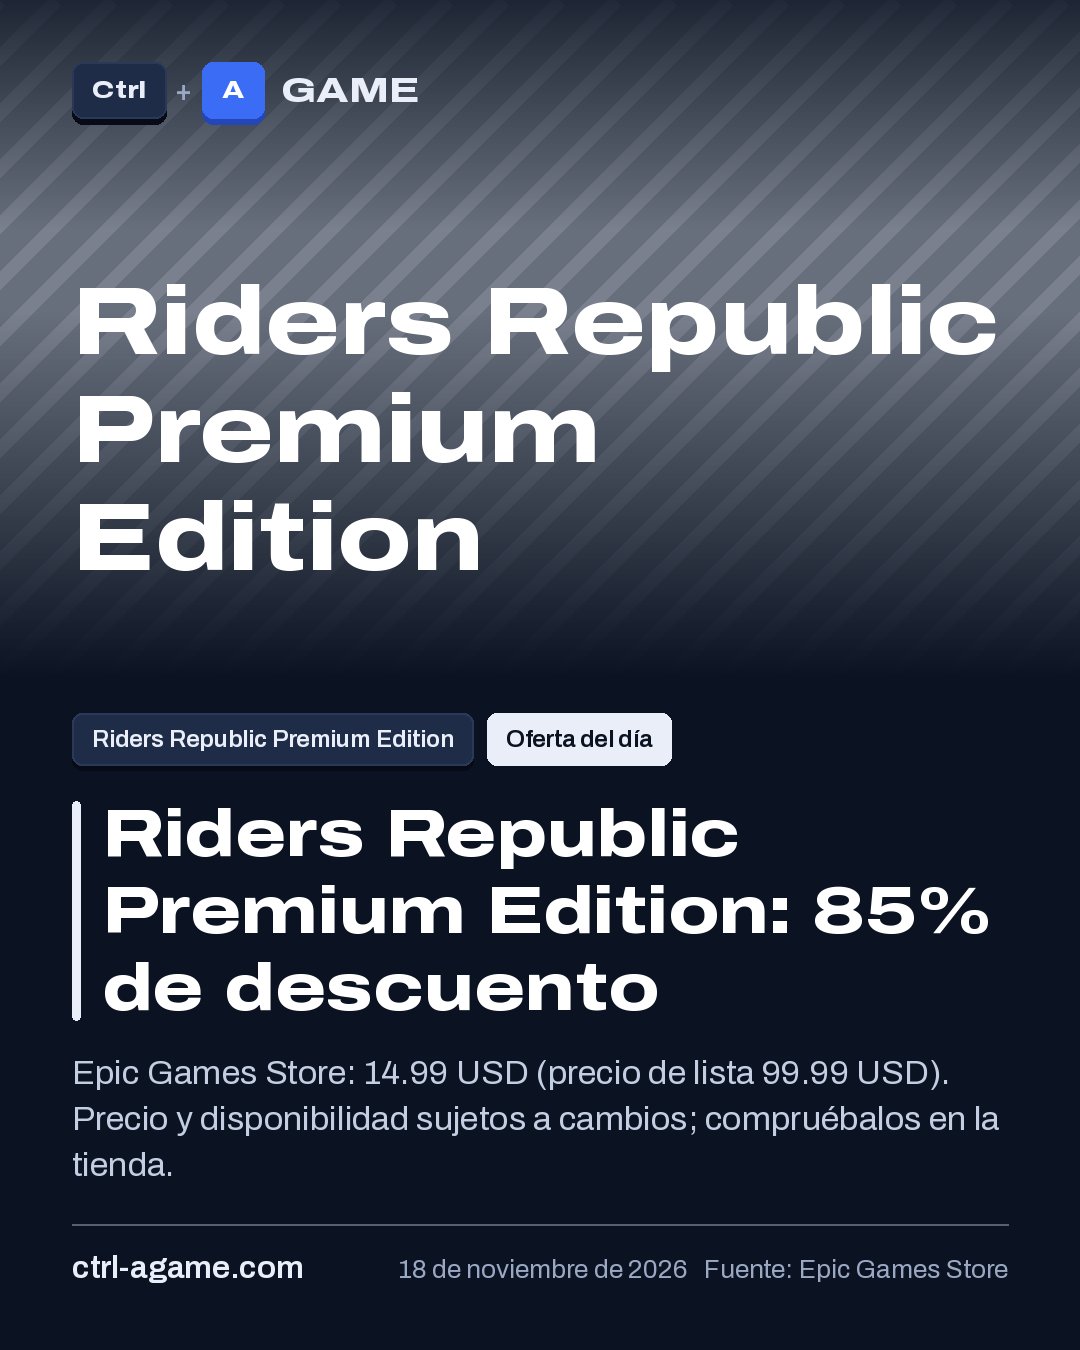 Ctrl + A GAME
Riders Republic
Premium
Edition
Riders Republic Premium Edition
Oferta del día
Riders Republic
Premium Edition: 85%
de descuento
Epic Games Store: 14.99 USD (precio de lista 99.99 USD).
Precio y disponibilidad sujetos a cambios; compruébalos en la
tienda.
ctrl-agame.com
18 de noviembre de 2026 Fuente: Epic Games Store